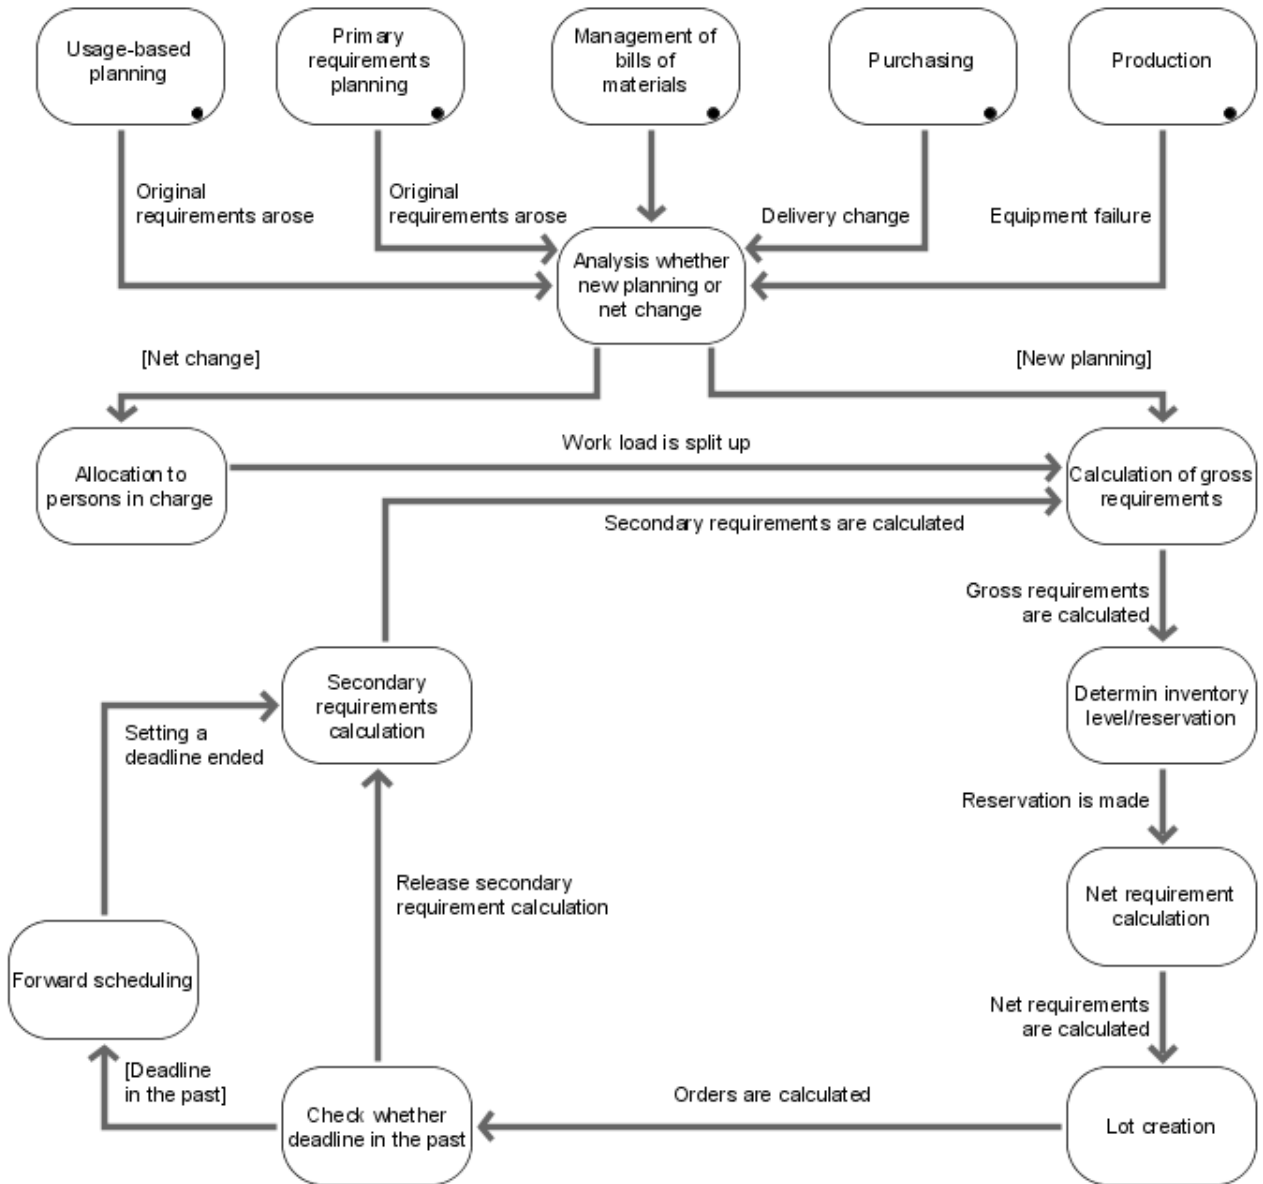 Usage-based
planning
Primary
requirements
planning
Management of
bills of
materials
Purchasing
Production
Original
requirements arose
Original
requirements arose
Delivery change
Equipment failure
Analysis whether
new planning or
net change
[Net change]
[New planning]
Work load is split up
Allocation to
persons in charge
Calculation of gross
requirements
Secondary requirements are calculated
Gross requirements
are calculated
Secondary
requirements
calculation
Determin inventory
level/reservation
Setting a
deadline ended
Reservation is made
Release secondary
requirement calculation
Net requirement
calculation
Forward scheduling
Net requirements
are calculated
[Deadline
in the past]
Orders are calculated
Check whether
deadline in the past
Lot creation